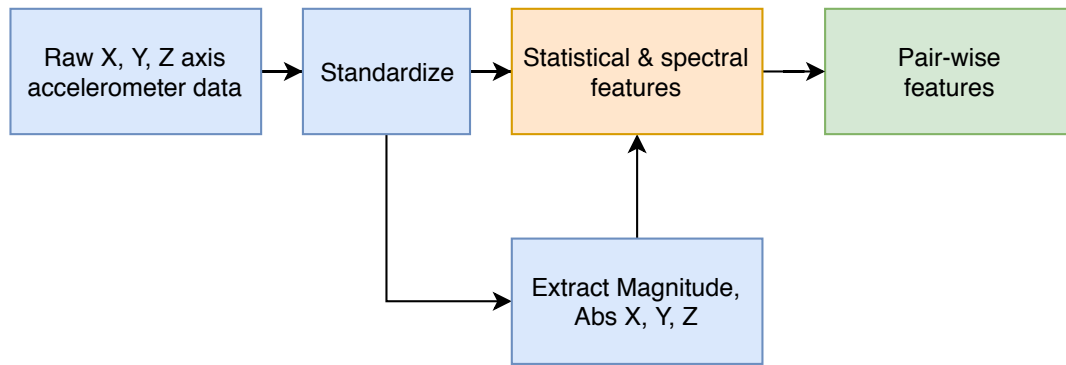 Raw X, Y, Z axis
accelerometer data
Standardize
Statistical & spectral
features
Pair-wise
features
Extract Magnitude,
Abs X, Y, Z